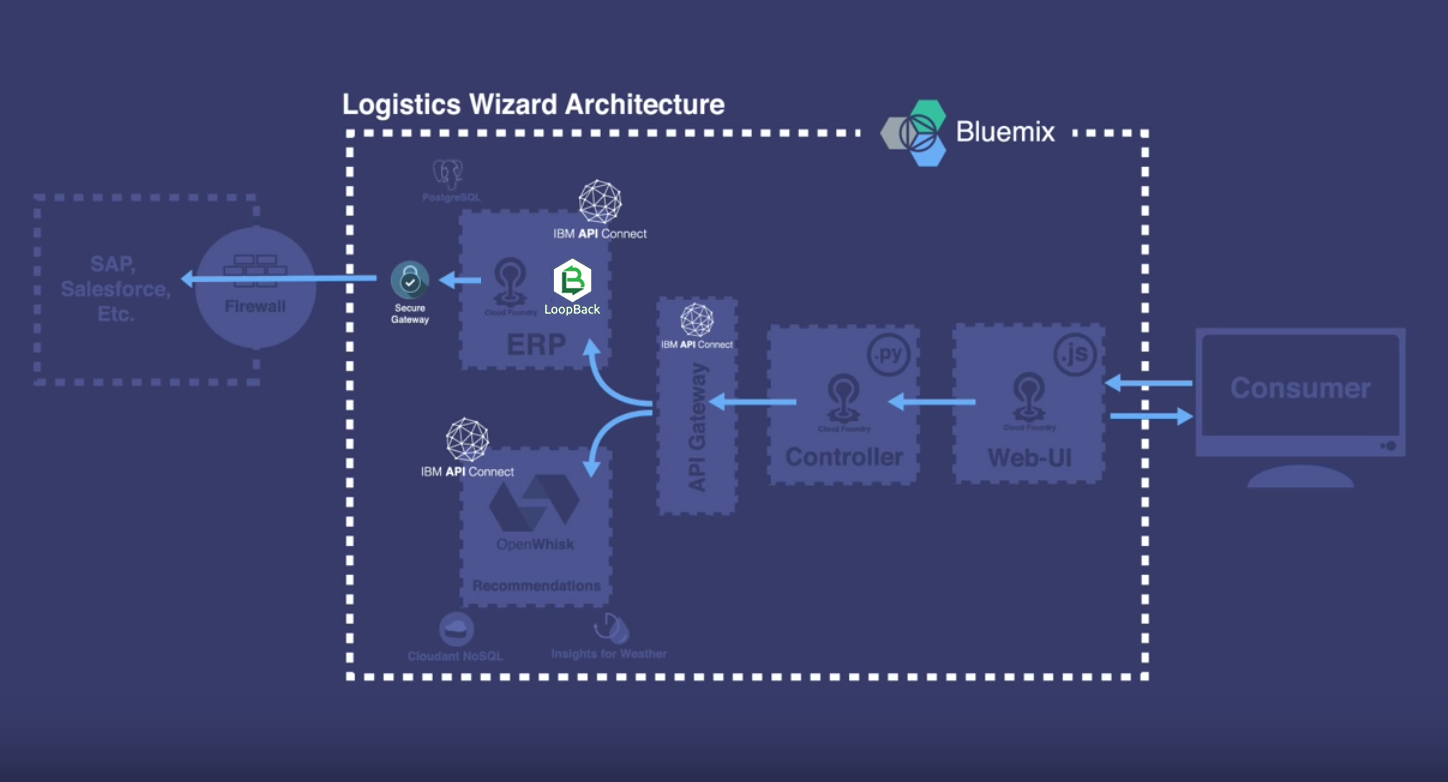 Logistics Wizard Architecture
Bluemix
PostgreSQL
IBM API Connect
SAP,
Salesforce,
Etc.
Firewall
Secure
Gateway
Cloud Foundry
LoopBack
ERP
IBM API Connect
API Gateway
.py
Cloud Foundry
Controller
.js
Cloud Foundry
Web-UI
Consumer
IBM API Connect
OpenWhisk
Recommendations
Cloudant NoSQL
Insights for Weather